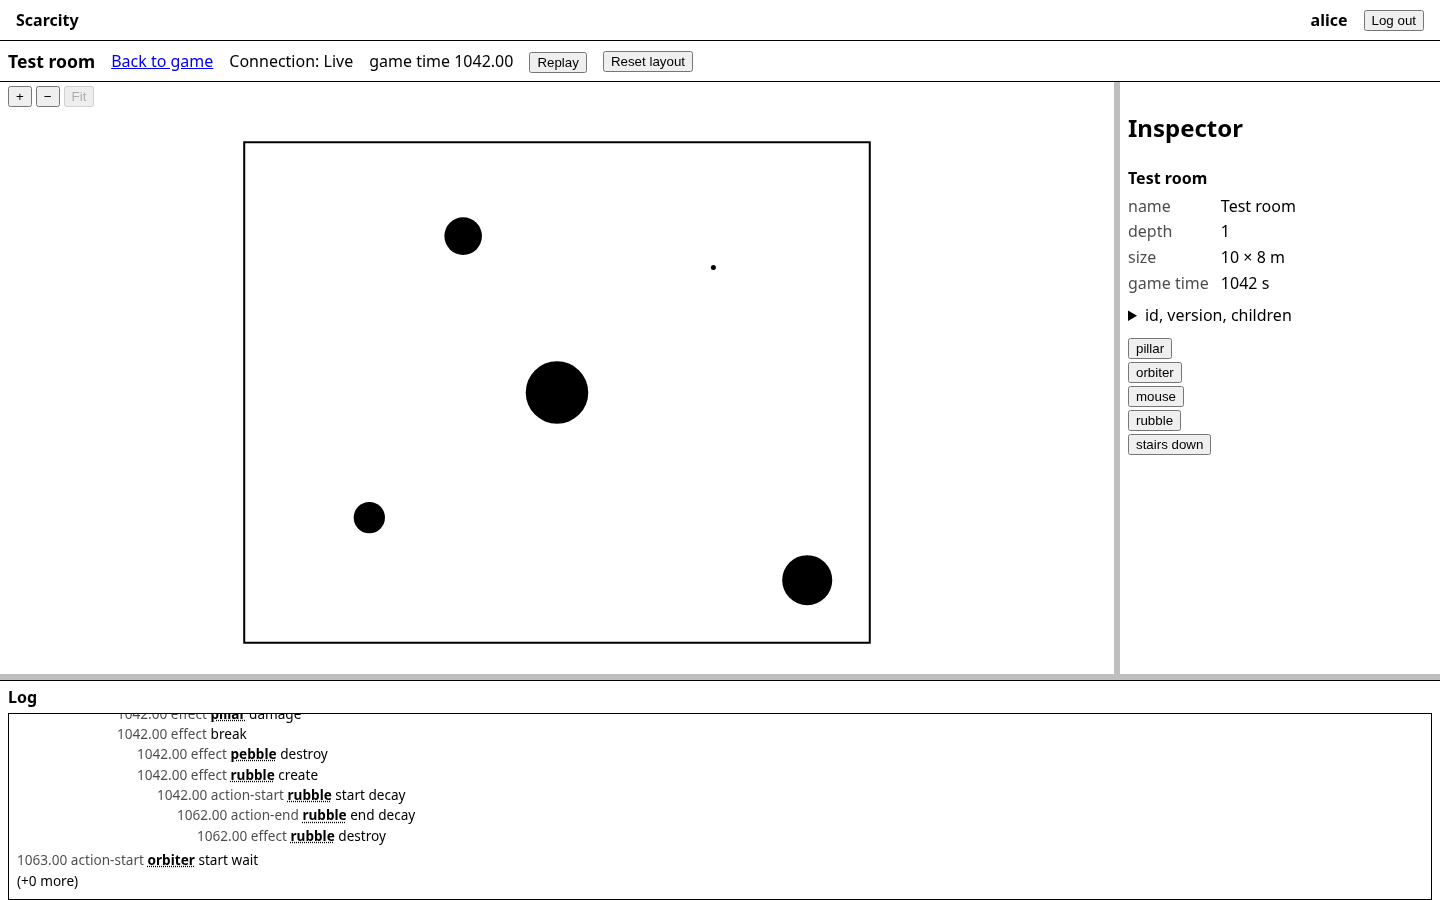 Scarcity
alice
Log out
Test room
Back to game
Connection: Live
game time 1042.00
Replay
Reset layout
+
−
Fit
Inspector
Test room
name Test room
depth 1
size 10 × 8 m
game time 1042 s
▶ id, version, children
pillar
orbiter
mouse
rubble
stairs down
Log
1042.00 effect pillar damage
1042.00 effect break
1042.00 effect pebble destroy
1042.00 effect rubble create
1042.00 action-start rubble start decay
1062.00 action-end rubble end decay
1062.00 effect rubble destroy
1063.00 action-start orbiter start wait
(+0 more)